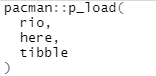 pacman::p_load(
  rio,
  here,
  tibble
)